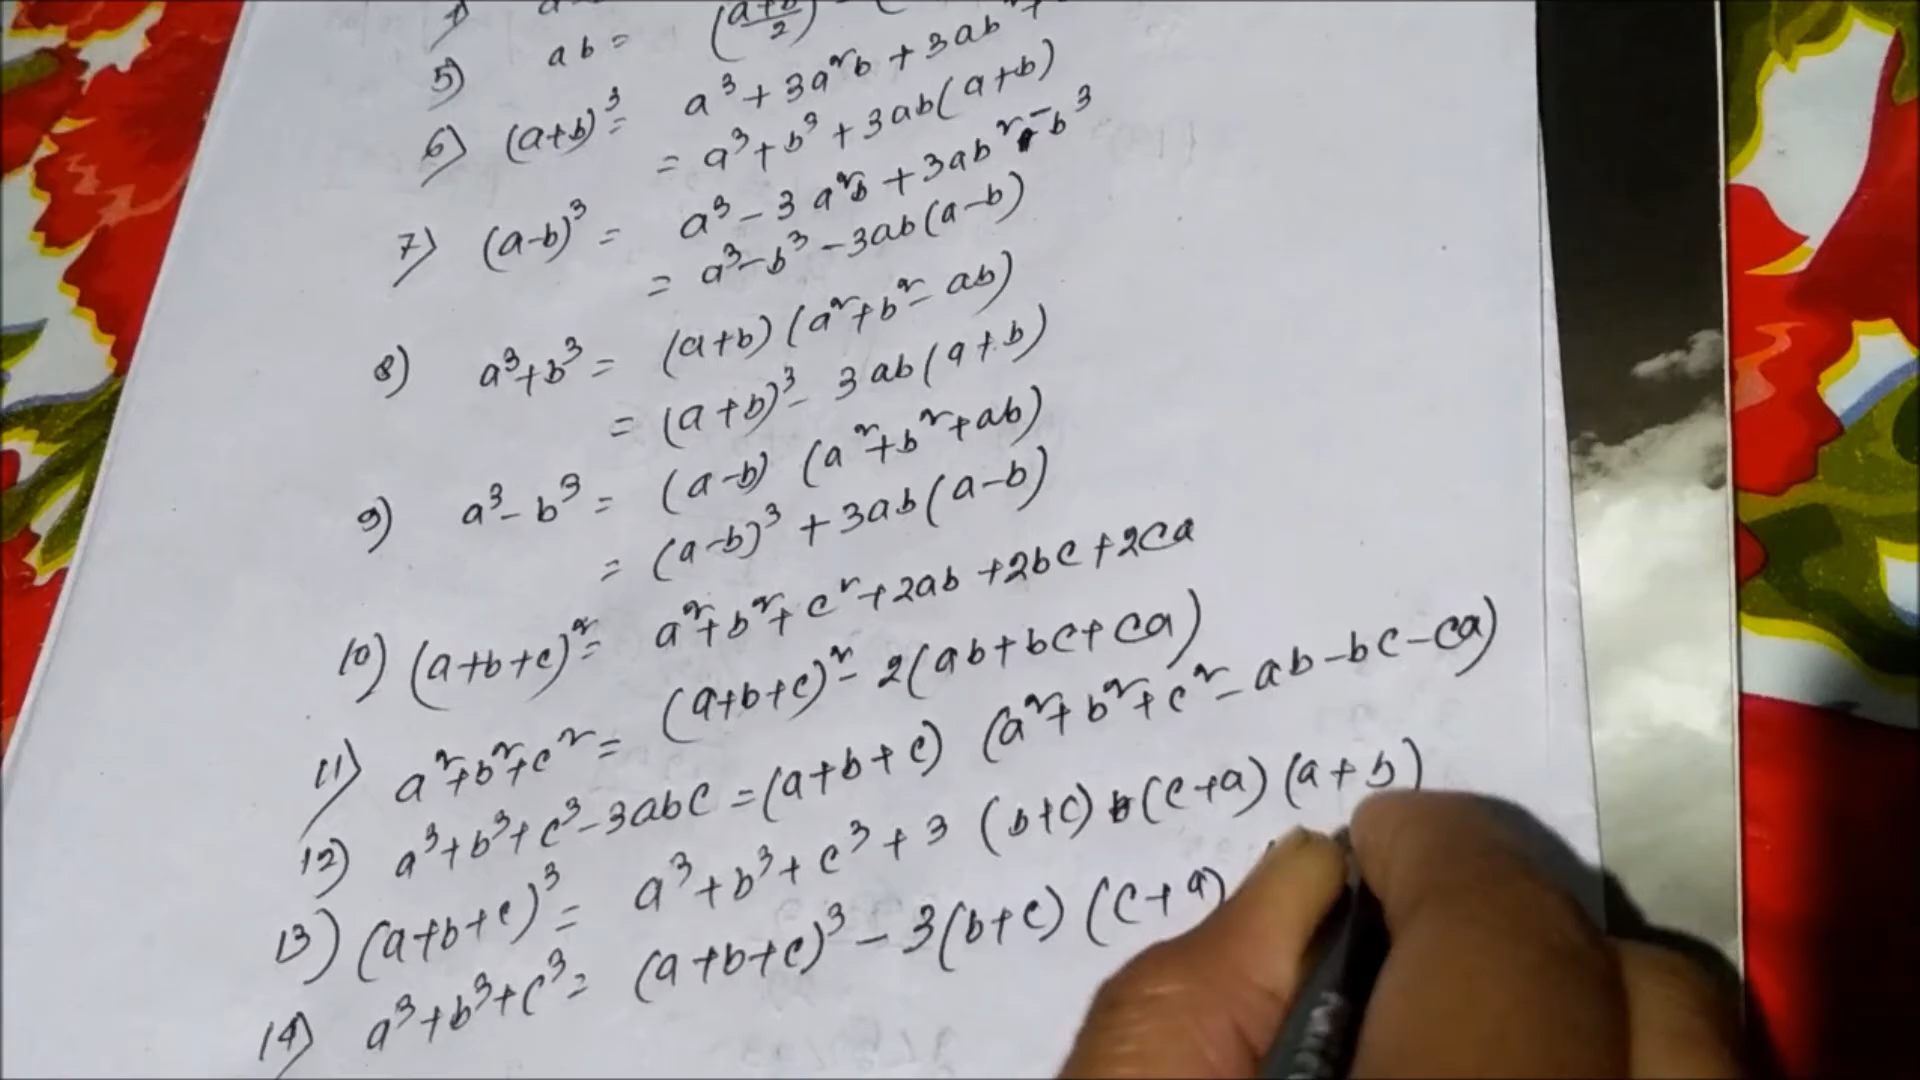 5) ab = (a+b/2)
6) (a+b)³ = a³+3a²b+3ab²+
= a³+b³+3ab(a+b)
7) (a-b)³ = a³-3a²b+3ab²-b³
= a³-b³-3ab(a-b)
8) a³+b³ = (a+b)(a²+b²-ab)
= (a+b)³-3ab(a+b)
9) a³-b³ = (a-b)(a²+b²+ab)
= (a-b)³+3ab(a-b)
10) (a+b+c)² = a²+b²+c²+2ab+2bc+2ca
11) a²+b²+c² = (a+b+c)²-2(ab+bc+ca)
12) a³+b³+c³-3abc = (a+b+c)(a²+b²+c²-ab-bc-ca)
13) (a+b+c)³ = a³+b³+c³+3(b+c)(c+a)(a+b)
14) a³+b³+c³ = (a+b+c)³-3(b+c)(c+a)